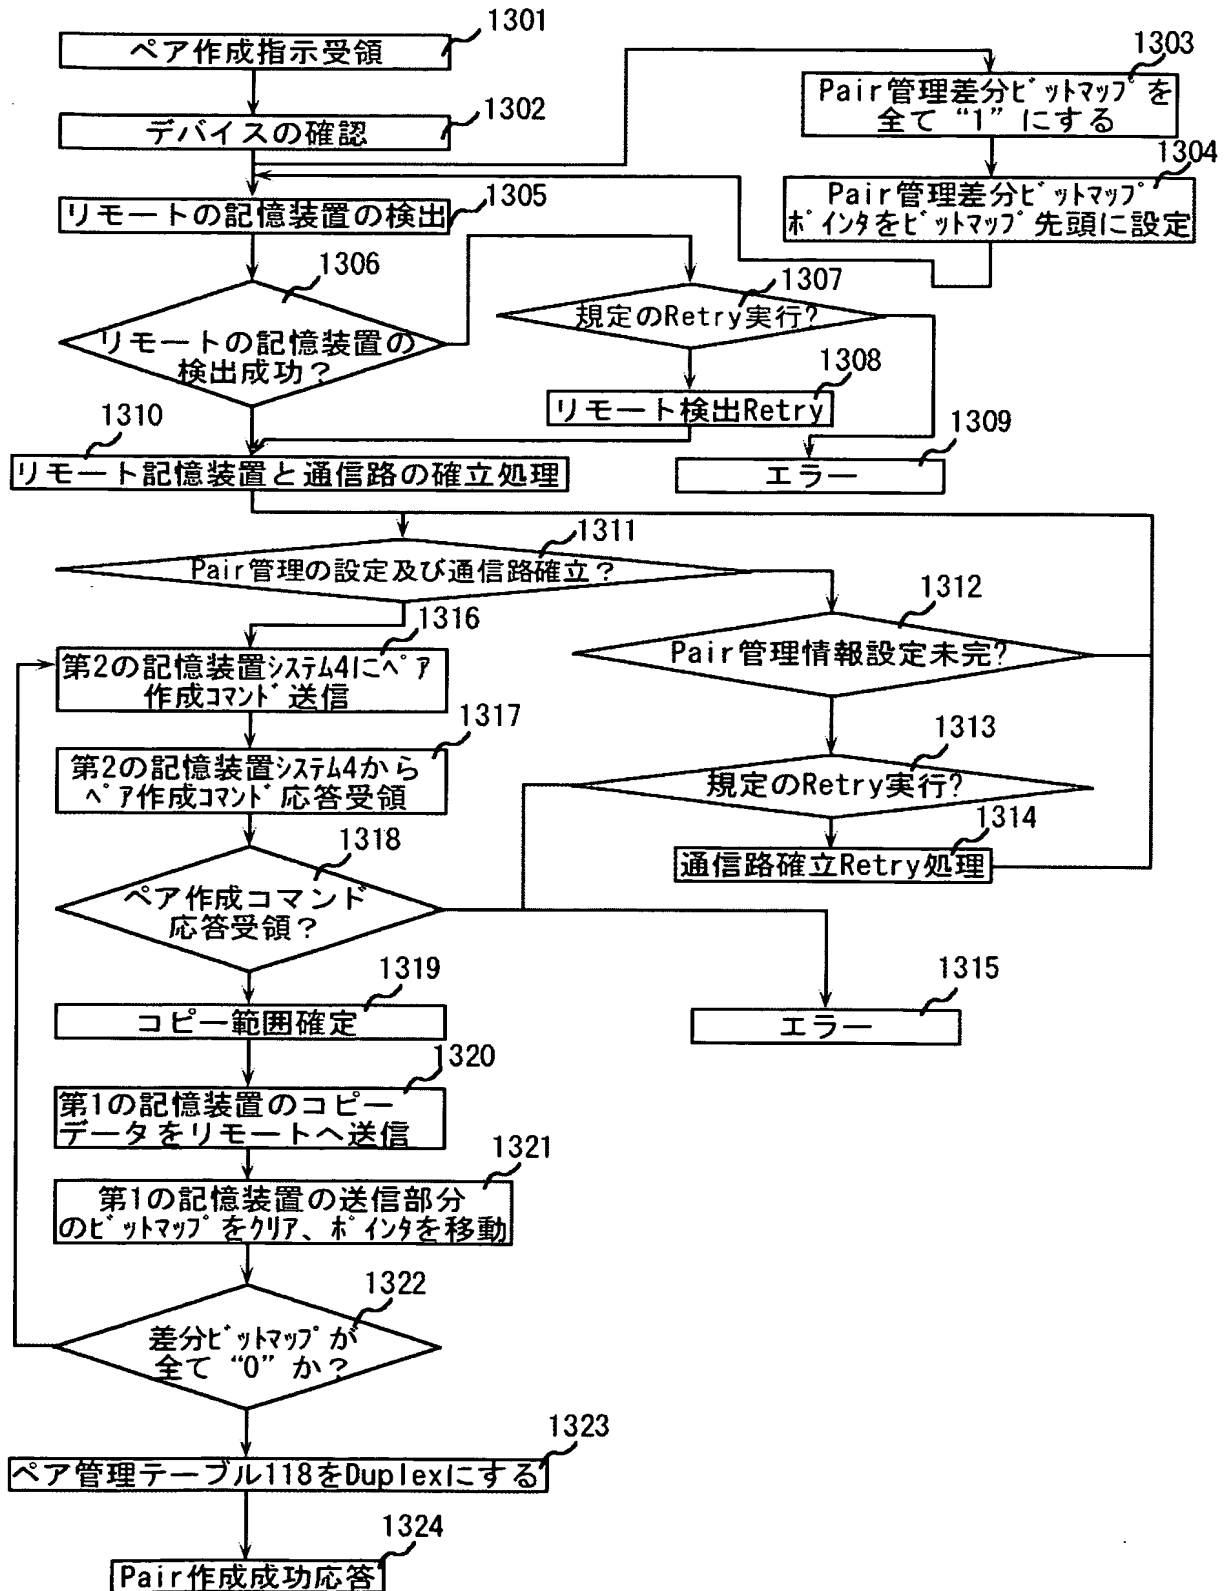 1301
ペア作成指示受領
1302
デバイスの確認
1303
Pair管理差分ﾋﾞｯﾄﾏｯﾌﾟを
全て“1”にする
1304
Pair管理差分ﾋﾞｯﾄﾏｯﾌﾟ
ﾎﾟｲﾝﾀをﾋﾞｯﾄﾏｯﾌﾟ先頭に設定
リモートの記憶装置の検出
1305
1306
リモートの記憶装置の
検出成功？
1307
規定のRetry実行?
1308
リモート検出Retry
1309
エラー
1310
リモート記憶装置と通信路の確立処理
1311
Pair管理の設定及び通信路確立？
1312
Pair管理情報設定未完?
1313
規定のRetry実行?
1314
通信路確立Retry処理
1315
エラー
1316
第2の記憶装置ｼｽﾃﾑ4にﾍﾟｱ
作成ｺﾏﾝﾄﾞ送信
1317
第2の記憶装置ｼｽﾃﾑ4から
ﾍﾟｱ作成ｺﾏﾝﾄﾞ応答受領
1318
ペア作成コマンド
応答受領？
1319
コピー範囲確定
1320
第1の記憶装置のコピー
データをリモートへ送信
1321
第1の記憶装置の送信部分
のﾋﾞｯﾄﾏｯﾌﾟをｸﾘｱ、ﾎﾟｲﾝﾀを移動
1322
差分ﾋﾞｯﾄﾏｯﾌﾟが
全て“0”か？
1323
ペア管理テーブル118をDuplexにする
1324
Pair作成成功応答